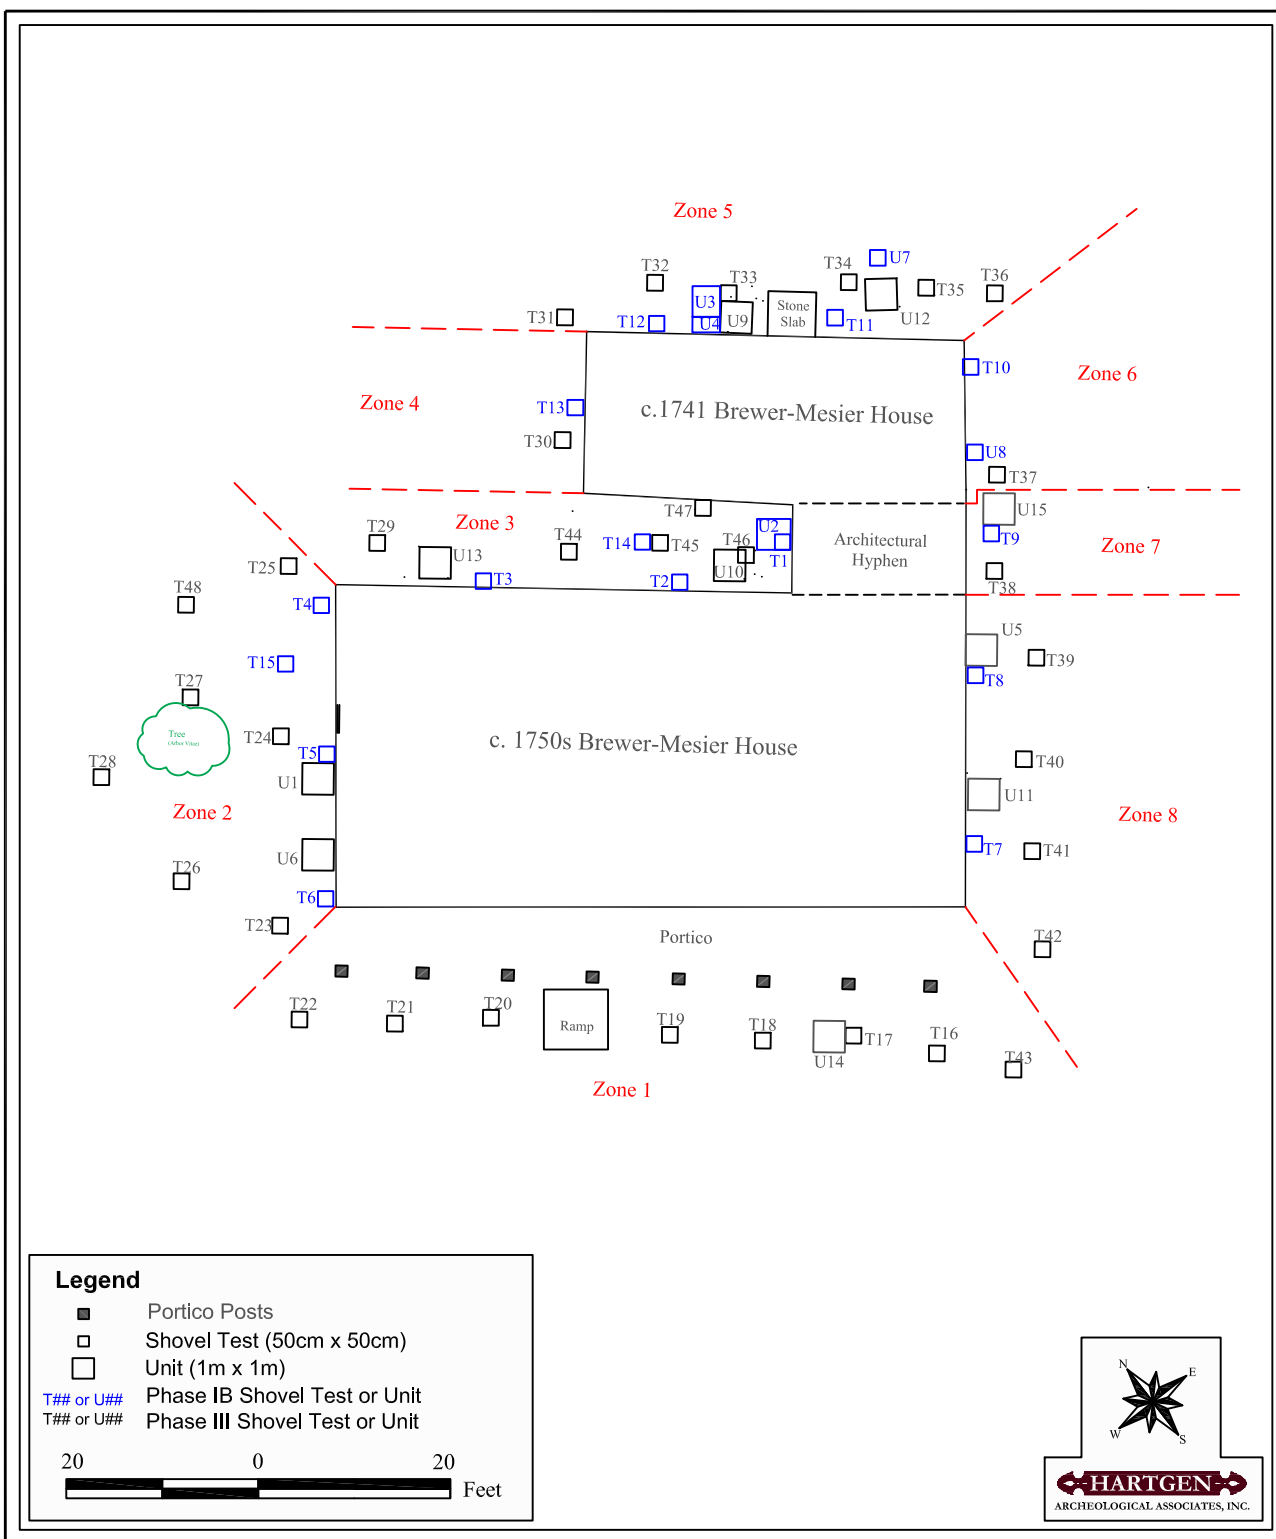 Zone 5
U7
T34
T32
T33
T36
T35
U3
Stone
Slab
U12
T31
T12
U4
U9
T11
T10
Zone 6
Zone 4
T13
c.1741 Brewer-Mesier House
T30
U8
T37
T47
U15
Zone 3
T29
U2
T44
T14
T45
T46
T1
Architectural
Hyphen
T9
Zone 7
U13
T25
T3
T2
U10
T38
T48
T4
U5
T15
T39
T27
T8
Tree
(Arbor Vitae)
T24
T5
c. 1750s Brewer-Mesier House
T28
U1
T40
U11
Zone 2
Zone 8
U6
T7
T41
T26
T6
T23
Portico
T42
T22
T21
T20
Ramp
T19
T18
T17
T16
U14
T43
Zone 1
Legend
Portico Posts
Shovel Test (50cm x 50cm)
Unit (1m x 1m)
T## or U## Phase IB Shovel Test or Unit
T## or U## Phase III Shovel Test or Unit
20 0 20
Feet
N
E
W
S
HARTGEN
ARCHEOLOGICAL ASSOCIATES, INC.